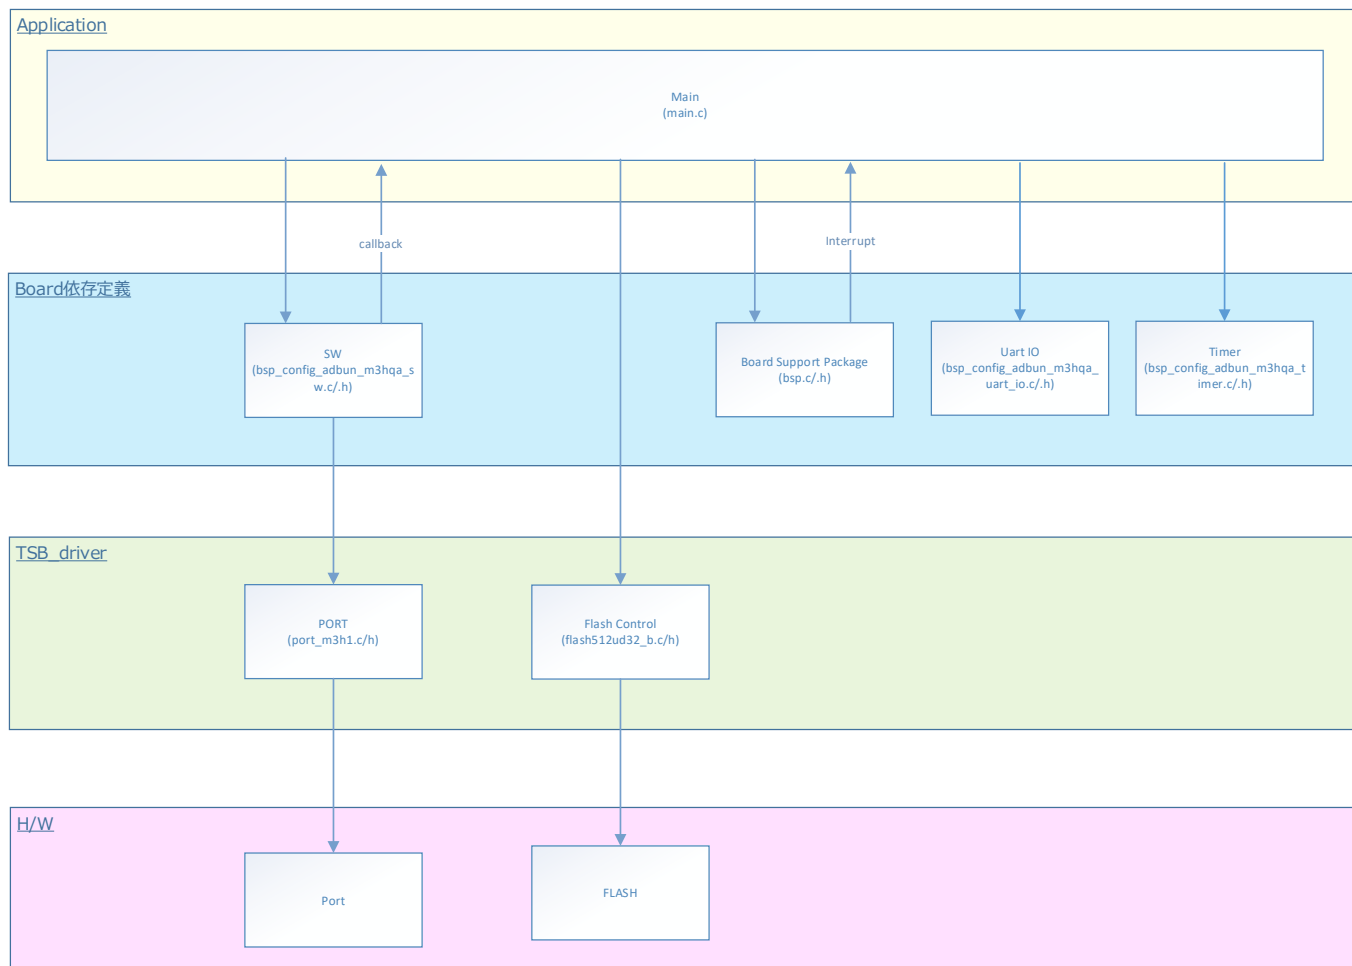 Application
Main
(main.c)
callback
Interrupt
Board依存定義
SW
(bsp_config_adbun_m3hqa_s
w.c/.h)
Board Support Package
(bsp.c/.h)
Uart IO
(bsp_config_adbun_m3hqa_
uart_io.c/.h)
Timer
(bsp_config_adbun_m3hqa_t
imer.c/.h)
TSB_driver
PORT
(port_m3h1.c/h)
Flash Control
(flash512ud32_b.c/h)
H/W
Port
FLASH